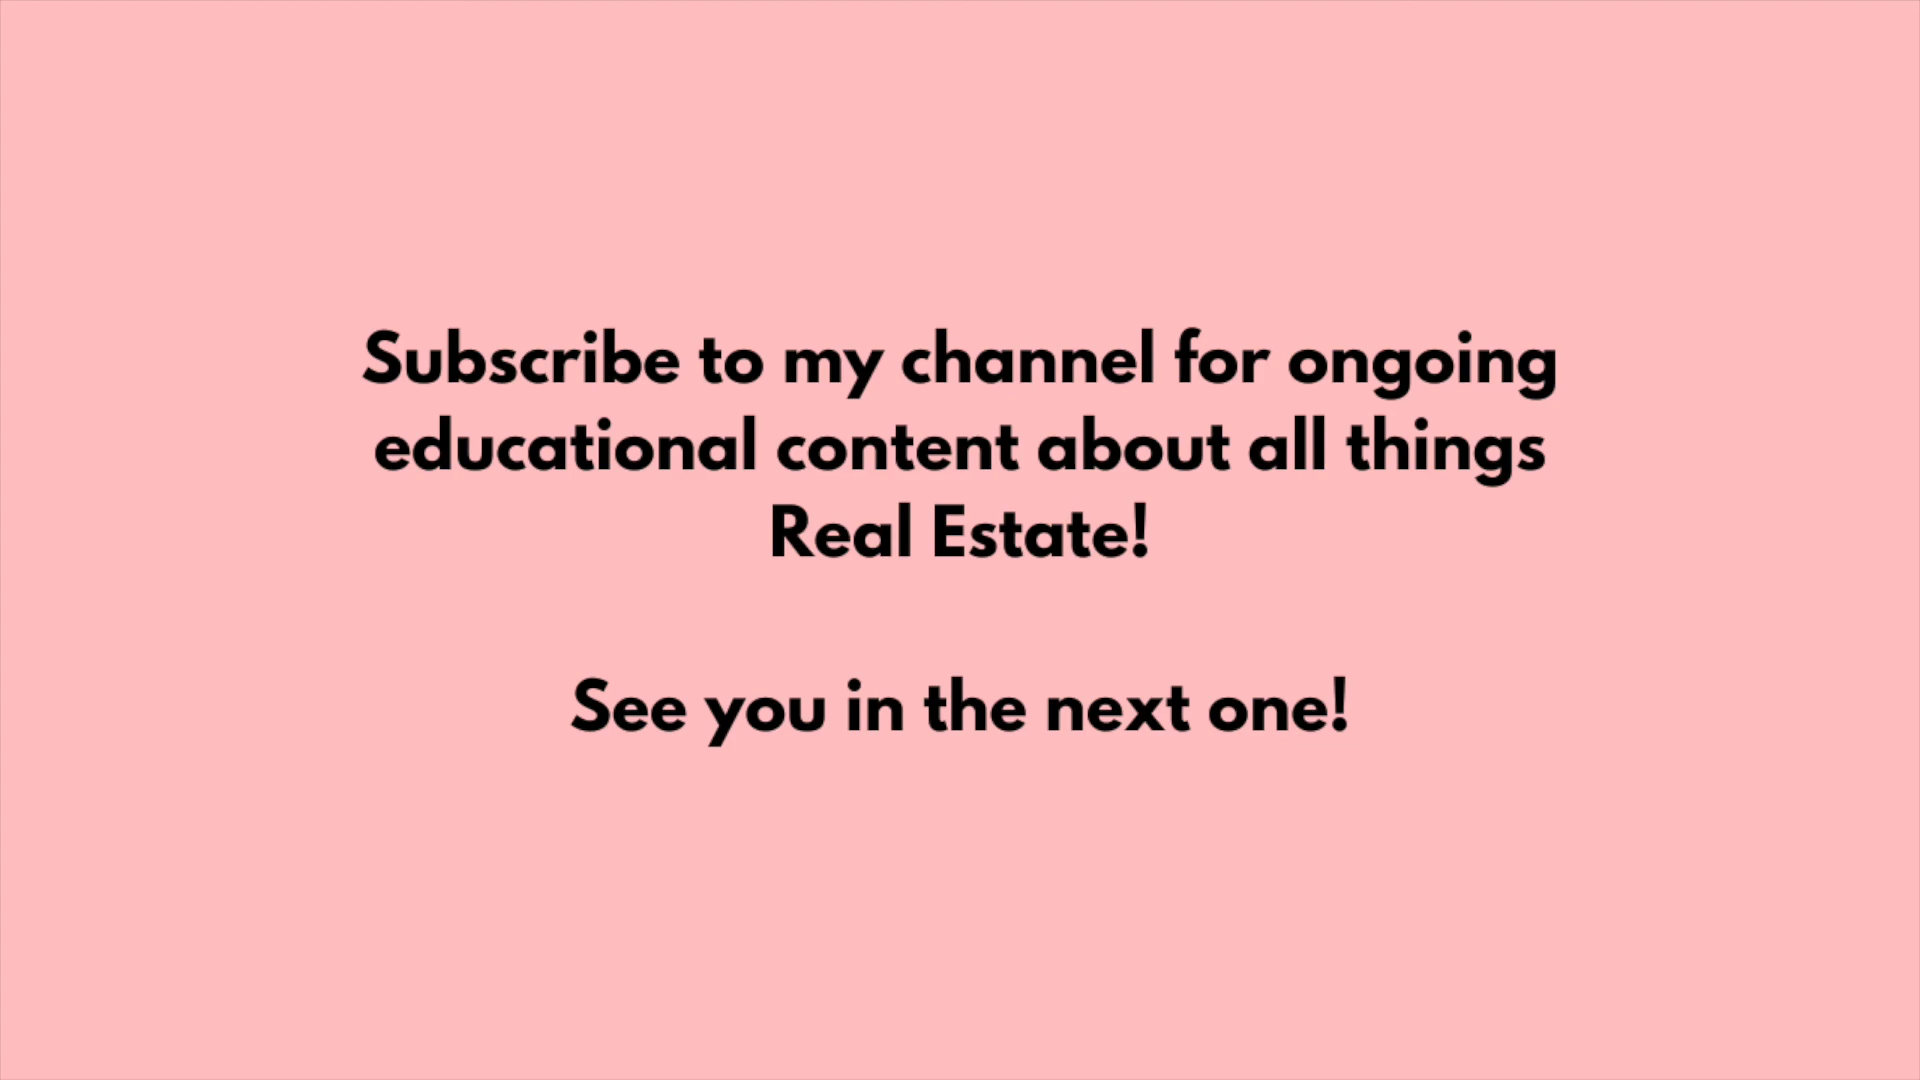 Subscribe to my channel for ongoing
educational content about all things
Real Estate!
See you in the next one!